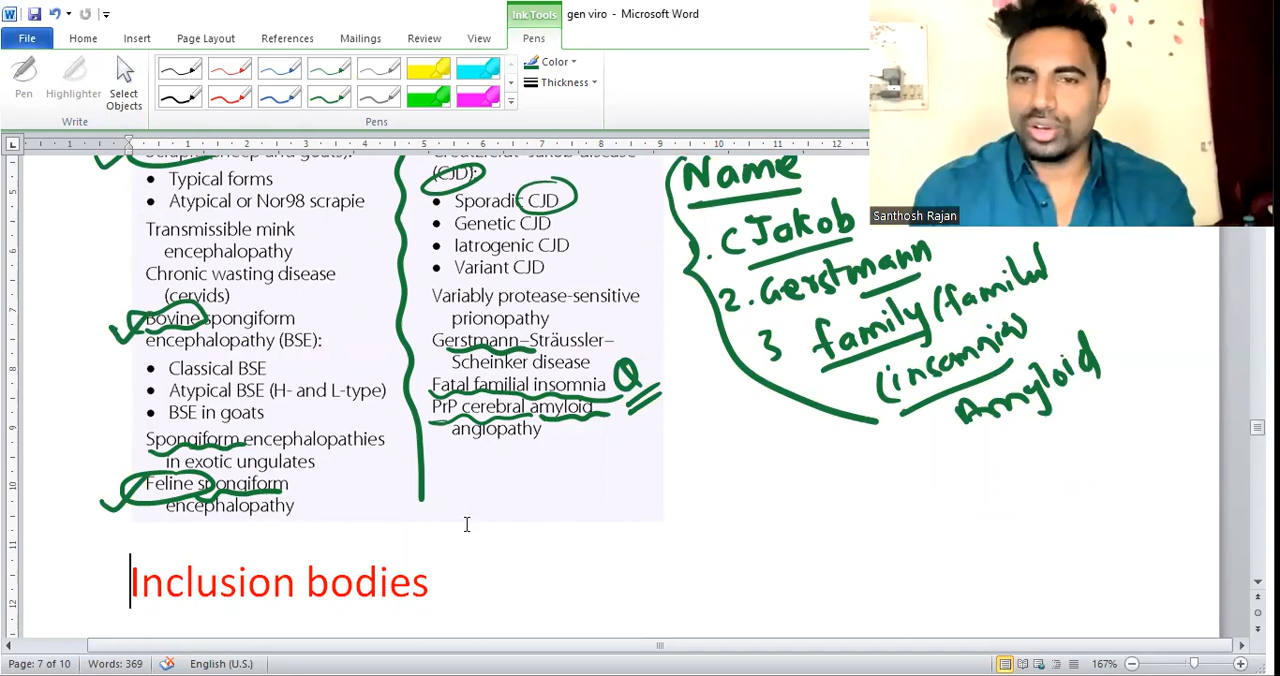 Ink Tools
gen viro - Microsoft Word
File
Home
Insert
Page Layout
References
Mailings
Review
View
Pens
Pen
Highlighter
Select
Objects
Color
Thickness
Write
Pens
Santhosh Rajan
Typical forms
Atypical or Nor98 scrapie
Transmissible mink
encephalopathy
Chronic wasting disease
(cervids)
Bovine spongiform
encephalopathy (BSE):
Classical BSE
Atypical BSE (H- and L-type)
BSE in goats
Spongiform encephalopathies
in exotic ungulates
Feline spongiform
encephalopathy
(CJD):
Sporadic CJD
Genetic CJD
Iatrogenic CJD
Variant CJD
Variably protease-sensitive
prionopathy
Gerstmann–Sträussler–
Scheinker disease
Fatal familial insomnia Q
PrP cerebral amyloid
angiopathy
Name
. C Jakob
2. Gerstmann
3 family (familial
(insomnia
Amyloid
Inclusion bodies
Page: 7 of 10
Words: 369
English (U.S.)
167%